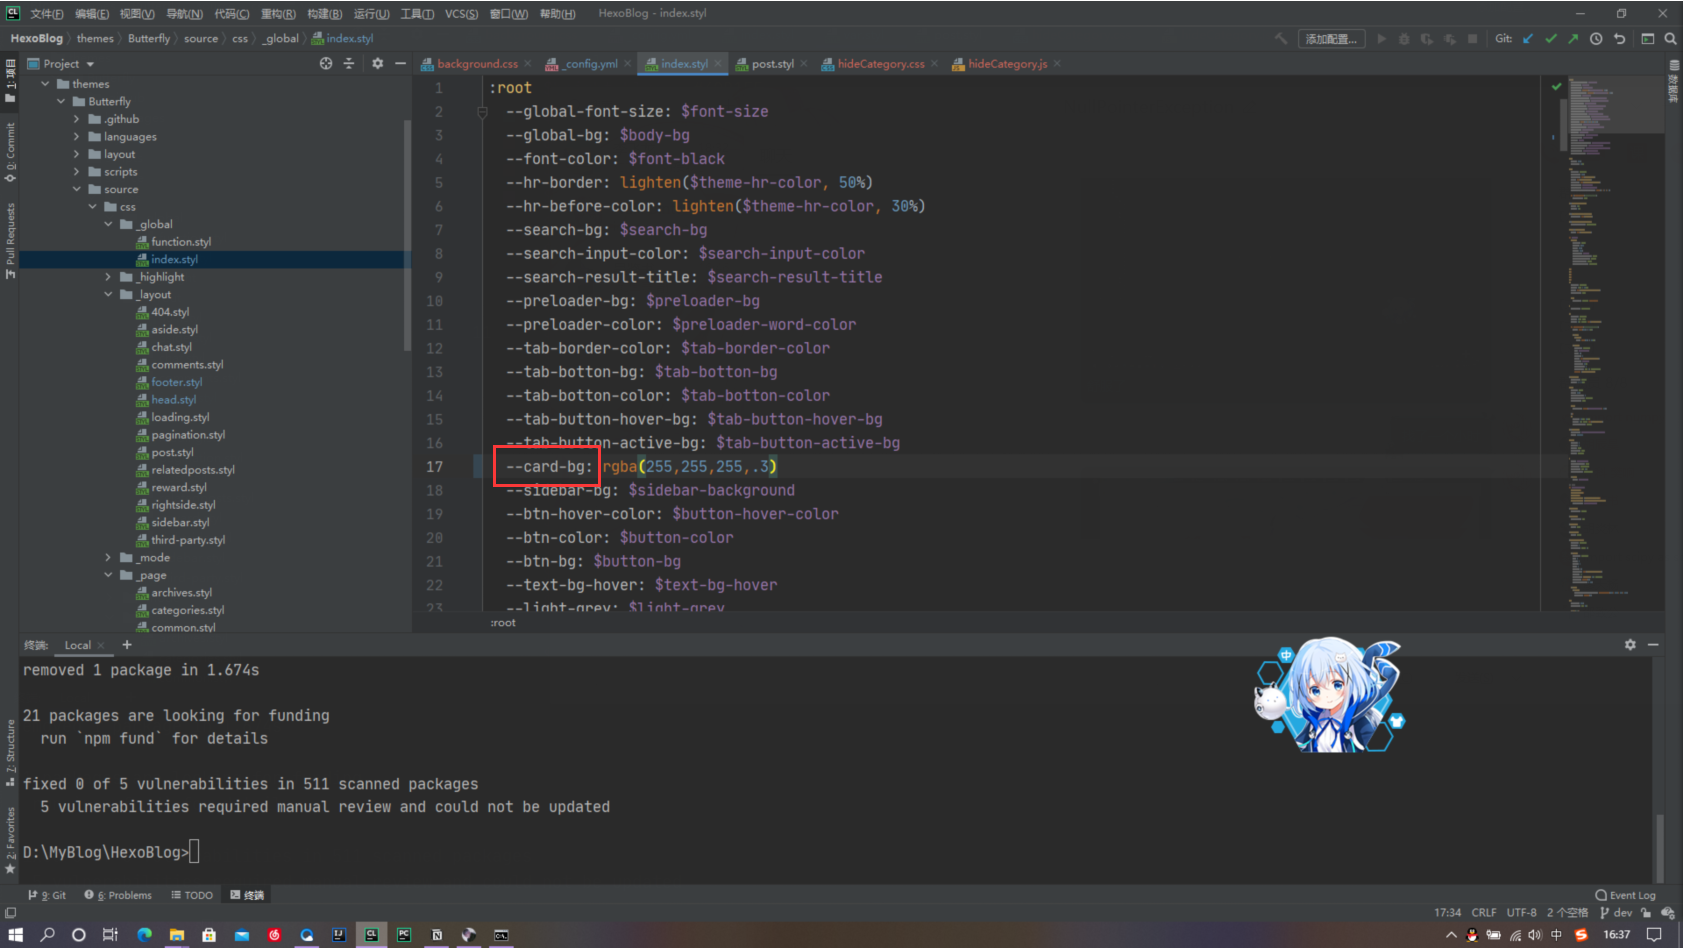 文件(F) 编辑(E) 视图(V) 导航(N) 代码(C) 重构(R) 构建(B) 运行(U) 工具(T) VCS(S) 窗口(W) 帮助(H) HexoBlog - index.styl
HexoBlog themes Butterfly source css _global index.styl
添加配置... Git:
Project
background.css _config.yml index.styl post.styl hideCategory.css hideCategory.js
1: 项目
0: Commit
Pull Requests
7: Structure
2: Favorites
数据库
themes
Butterfly
.github
languages
layout
scripts
source
css
_global
function.styl
index.styl
_highlight
_layout
404.styl
aside.styl
chat.styl
comments.styl
footer.styl
head.styl
loading.styl
pagination.styl
post.styl
relatedposts.styl
reward.styl
rightside.styl
sidebar.styl
third-party.styl
_mode
_page
archives.styl
categories.styl
common.styl
1 :root
2 --global-font-size: $font-size
3 --global-bg: $body-bg
4 --font-color: $font-black
5 --hr-border: lighten($theme-hr-color, 50%)
6 --hr-before-color: lighten($theme-hr-color, 30%)
7 --search-bg: $search-bg
8 --search-input-color: $search-input-color
9 --search-result-title: $search-result-title
10 --preloader-bg: $preloader-bg
11 --preloader-color: $preloader-word-color
12 --tab-border-color: $tab-border-color
13 --tab-botton-bg: $tab-botton-bg
14 --tab-botton-color: $tab-botton-color
15 --tab-button-hover-bg: $tab-button-hover-bg
16 --tab-button-active-bg: $tab-button-active-bg
17 --card-bg: rgba(255,255,255,.3)
18 --sidebar-bg: $sidebar-background
19 --btn-hover-color: $button-hover-color
20 --btn-color: $button-color
21 --btn-bg: $button-bg
22 --text-bg-hover: $text-bg-hover
23 --light-grey: $light-grey
:root
终端: Local
removed 1 package in 1.674s
21 packages are looking for funding
run `npm fund` for details
fixed 0 of 5 vulnerabilities in 511 scanned packages
5 vulnerabilities required manual review and could not be updated
D:\MyBlog\HexoBlog>
中
9: Git 6: Problems TODO 终端 Event Log
17:34 CRLF UTF-8 2 个空格 dev
中 16:37